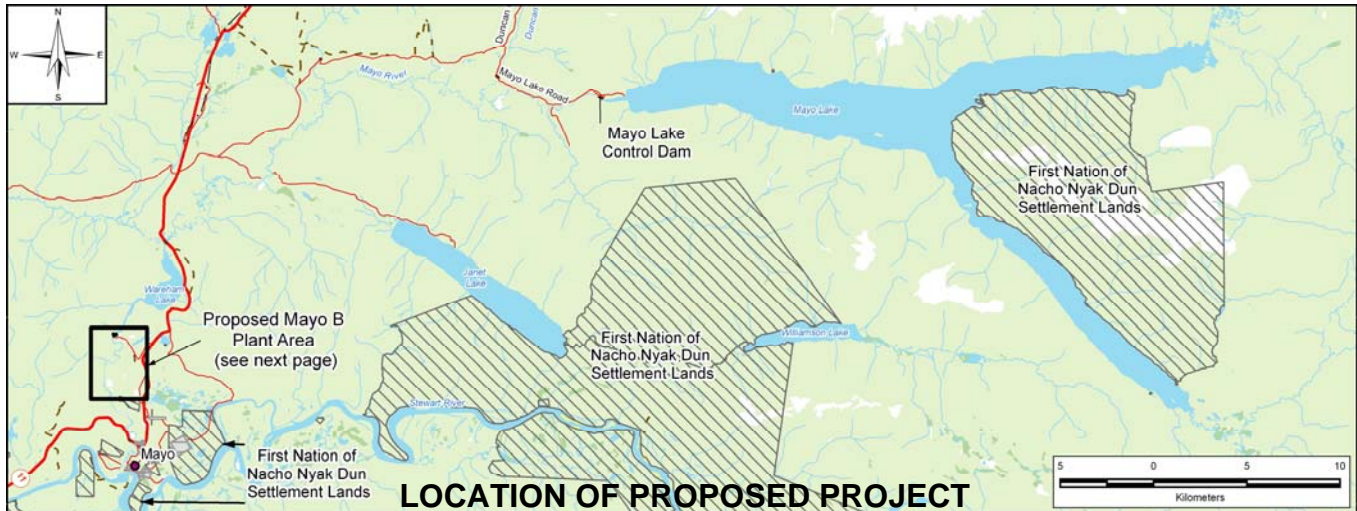 N
W E
S
Duncan
Duncan
Mayo River
Mayo Lake Road
Mayo Lake
Control Dam
Mayo Lake
First Nation of
Nacho Nyak Dun
Settlement Lands
Janet
Lake
Wareham
Lake
Proposed Mayo B
Plant Area
(see next page)
First Nation of
Nacho Nyak Dun
Settlement Lands
Williamson Lake
Stewart River
Mayo
First Nation of
Nacho Nyak Dun
Settlement Lands
11
LOCATION OF PROPOSED PROJECT
5 0 5 10
Kilometers